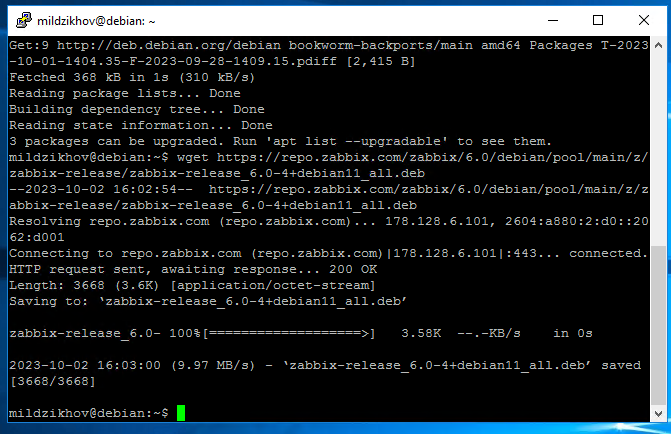 mildzikhov@debian: ~
Get:9 http://deb.debian.org/debian bookworm-backports/main amd64 Packages T-2023
-10-01-1404.35-F-2023-09-28-1409.15.pdiff [2,415 B]
Fetched 368 kB in 1s (310 kB/s)
Reading package lists... Done
Building dependency tree... Done
Reading state information... Done
3 packages can be upgraded. Run 'apt list --upgradable' to see them.
mildzikhov@debian:~$ wget https://repo.zabbix.com/zabbix/6.0/debian/pool/main/z/
zabbix-release/zabbix-release_6.0-4+debian11_all.deb
--2023-10-02 16:02:54--  https://repo.zabbix.com/zabbix/6.0/debian/pool/main/z/z
abbix-release/zabbix-release_6.0-4+debian11_all.deb
Resolving repo.zabbix.com (repo.zabbix.com)... 178.128.6.101, 2604:a880:2:d0::20
62:d001
Connecting to repo.zabbix.com (repo.zabbix.com)|178.128.6.101|:443... connected.
HTTP request sent, awaiting response... 200 OK
Length: 3668 (3.6K) [application/octet-stream]
Saving to: ‘zabbix-release_6.0-4+debian11_all.deb’
zabbix-release_6.0- 100%[===================>]   3.58K  --.-KB/s    in 0s
2023-10-02 16:03:00 (9.97 MB/s) - ‘zabbix-release_6.0-4+debian11_all.deb’ saved
[3668/3668]
mildzikhov@debian:~$